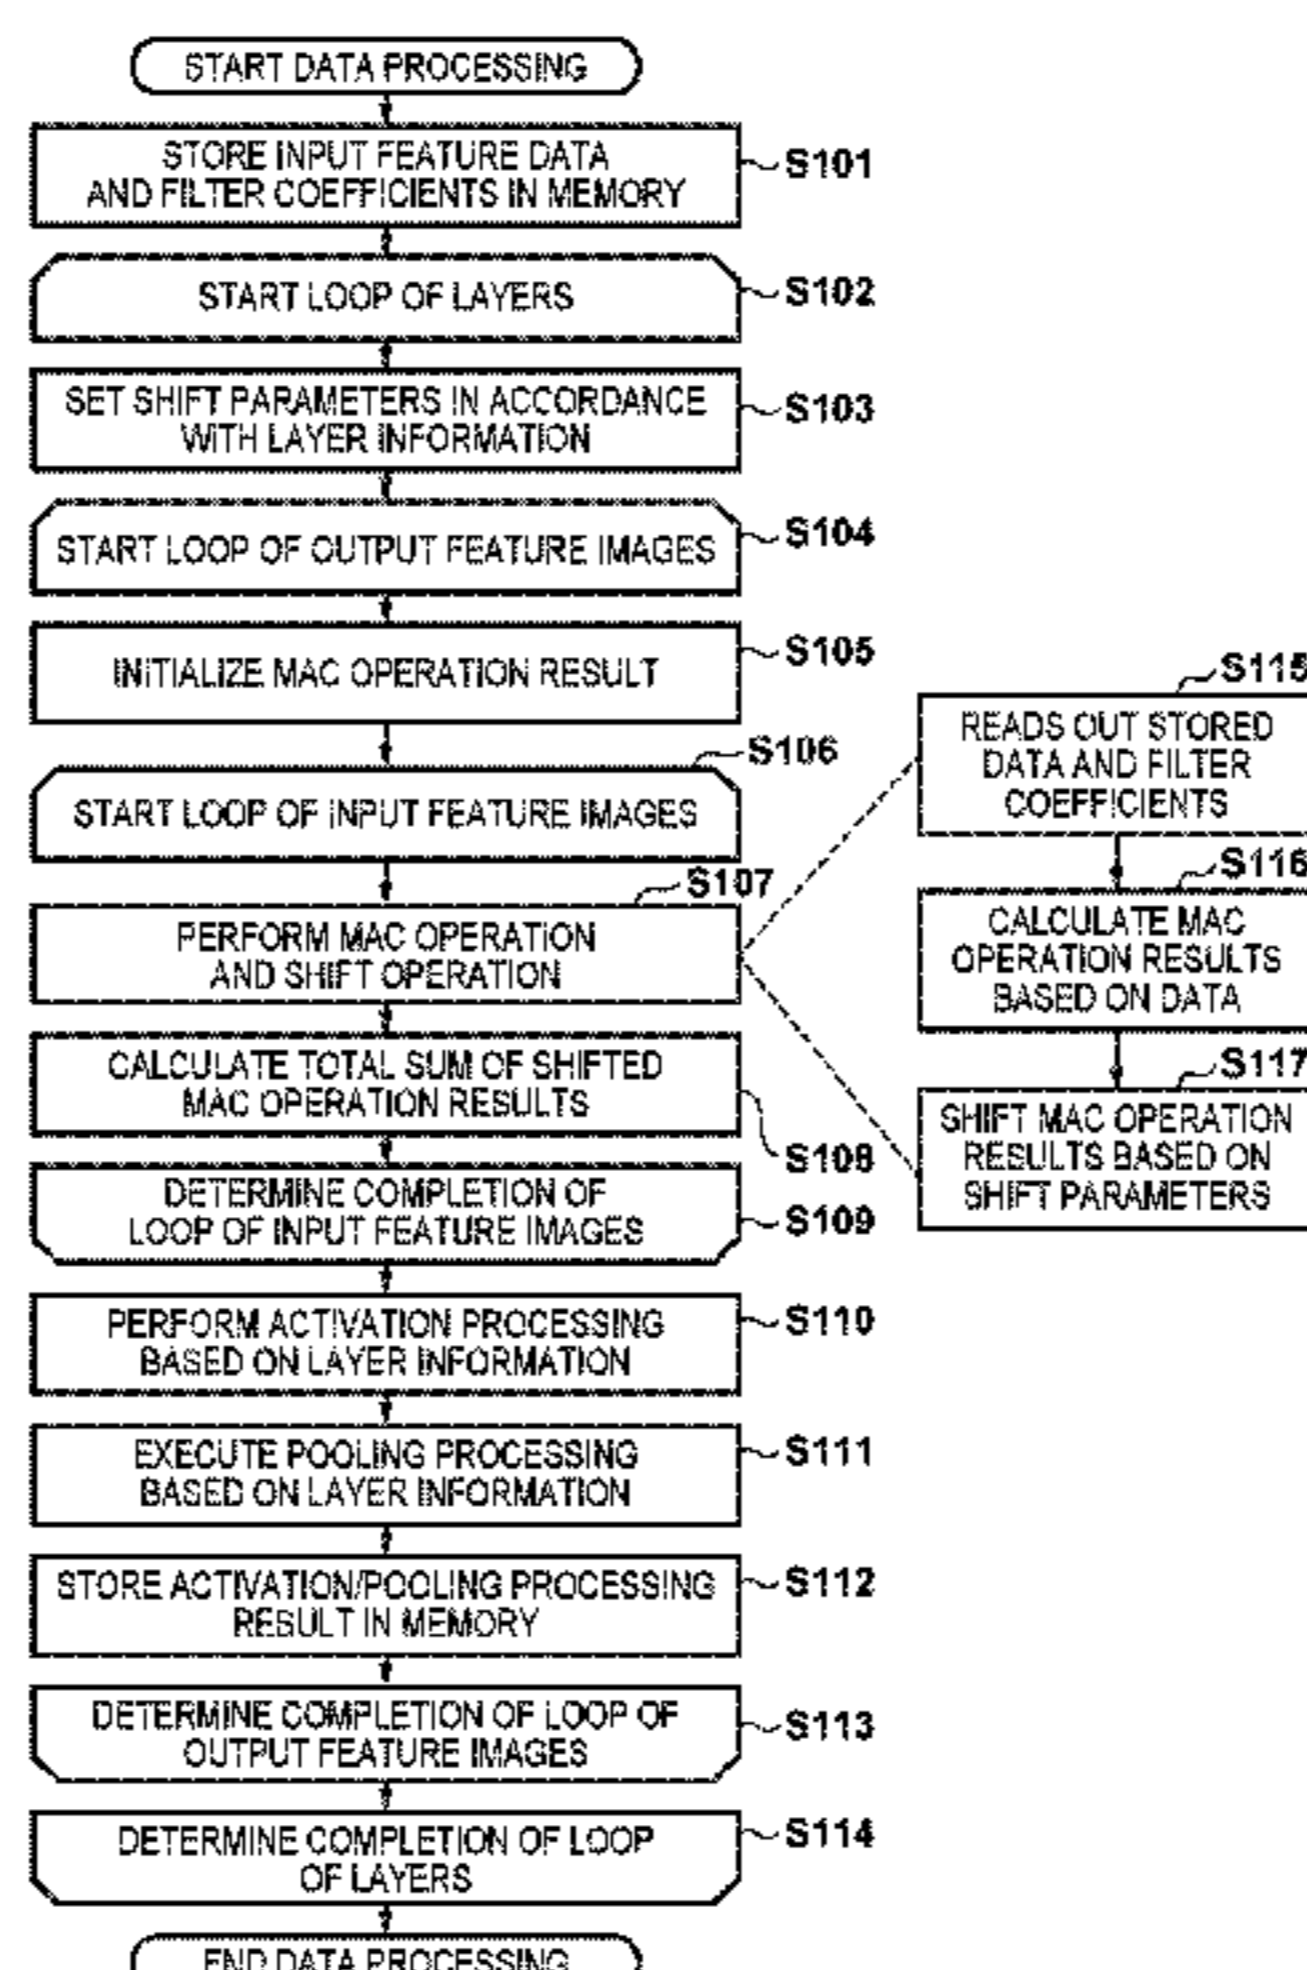 START DATA PROCESSING
STORE INPUT FEATURE DATA
AND FILTER COEFFICIENTS IN MEMORY
S101
START LOOP OF LAYERS
S102
SET SHIFT PARAMETERS IN ACCORDANCE
WITH LAYER INFORMATION
S103
START LOOP OF OUTPUT FEATURE IMAGES
S104
INITIALIZE MAC OPERATION RESULT
S105
START LOOP OF INPUT FEATURE IMAGES
S106
PERFORM MAC OPERATION
AND SHIFT OPERATION
S107
CALCULATE TOTAL SUM OF SHIFTED
MAC OPERATION RESULTS
S108
DETERMINE COMPLETION OF
LOOP OF INPUT FEATURE IMAGES
S109
PERFORM ACTIVATION PROCESSING
BASED ON LAYER INFORMATION
S110
EXECUTE POOLING PROCESSING
BASED ON LAYER INFORMATION
S111
STORE ACTIVATION/POOLING PROCESSING
RESULT IN MEMORY
S112
DETERMINE COMPLETION OF LOOP OF
OUTPUT FEATURE IMAGES
S113
DETERMINE COMPLETION OF LOOP
OF LAYERS
S114
END DATA PROCESSING
S115
READS OUT STORED
DATA AND FILTER
COEFFICIENTS
S116
CALCULATE MAC
OPERATION RESULTS
BASED ON DATA
S117
SHIFT MAC OPERATION
RESULTS BASED ON
SHIFT PARAMETERS